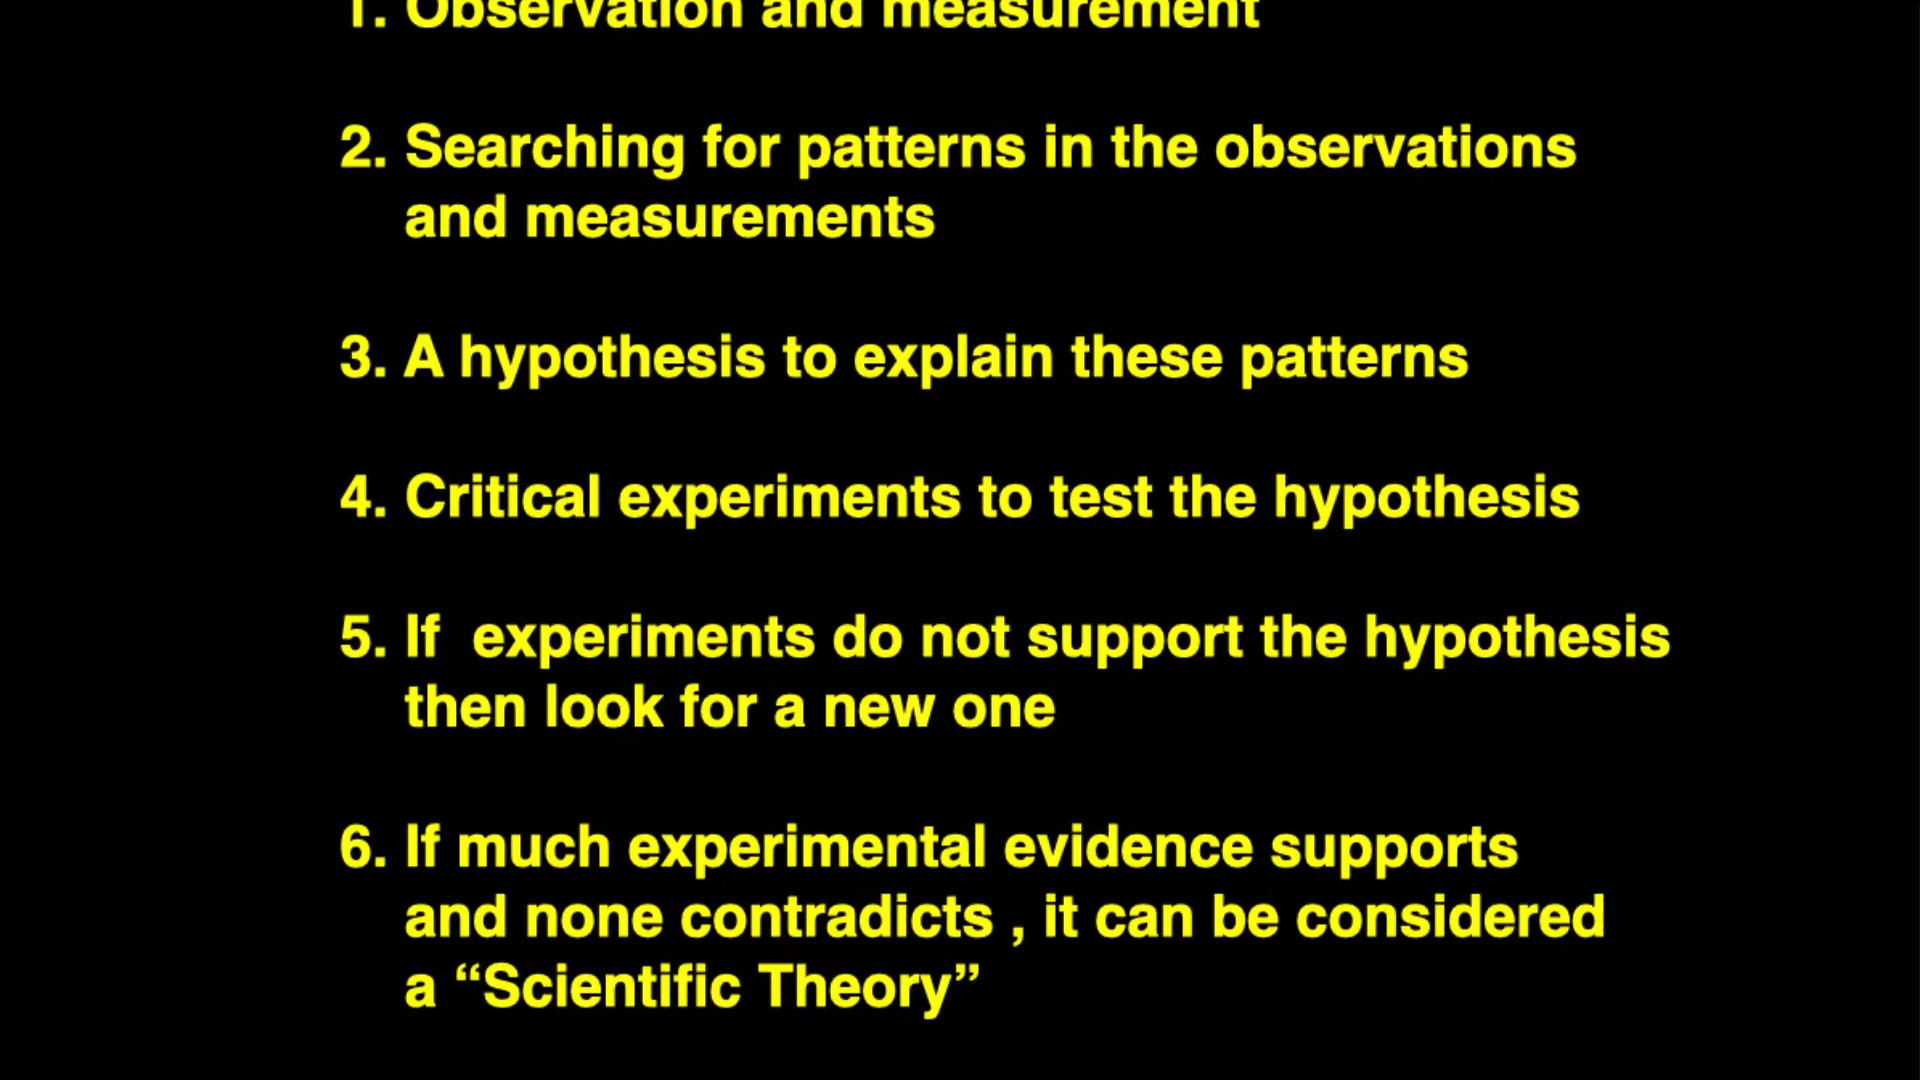 1. Observation and measurement
2. Searching for patterns in the observations
and measurements
3. A hypothesis to explain these patterns
4. Critical experiments to test the hypothesis
5. If  experiments do not support the hypothesis
then look for a new one
6. If much experimental evidence supports
and none contradicts , it can be considered
a “Scientific Theory”